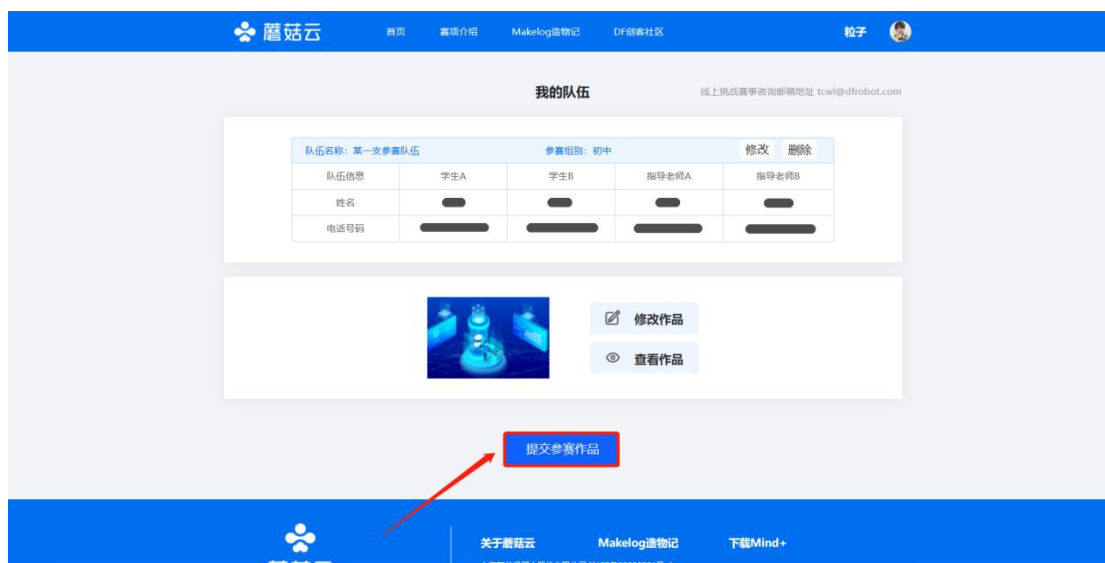 蘑菇云 首页 赛项介绍 Makelog造物记 DF创客社区 粒子
我的队伍 线上挑战赛事咨询邮箱地址 tcwl@dfrobot.com
队伍名称：某一支参赛队伍 参赛组别：初中 修改 删除
队伍信息 学生A 学生B 指导老师A 指导老师B
姓名
电话号码
修改作品
查看作品
提交参赛作品
关于蘑菇云 Makelog造物记 下载Mind+